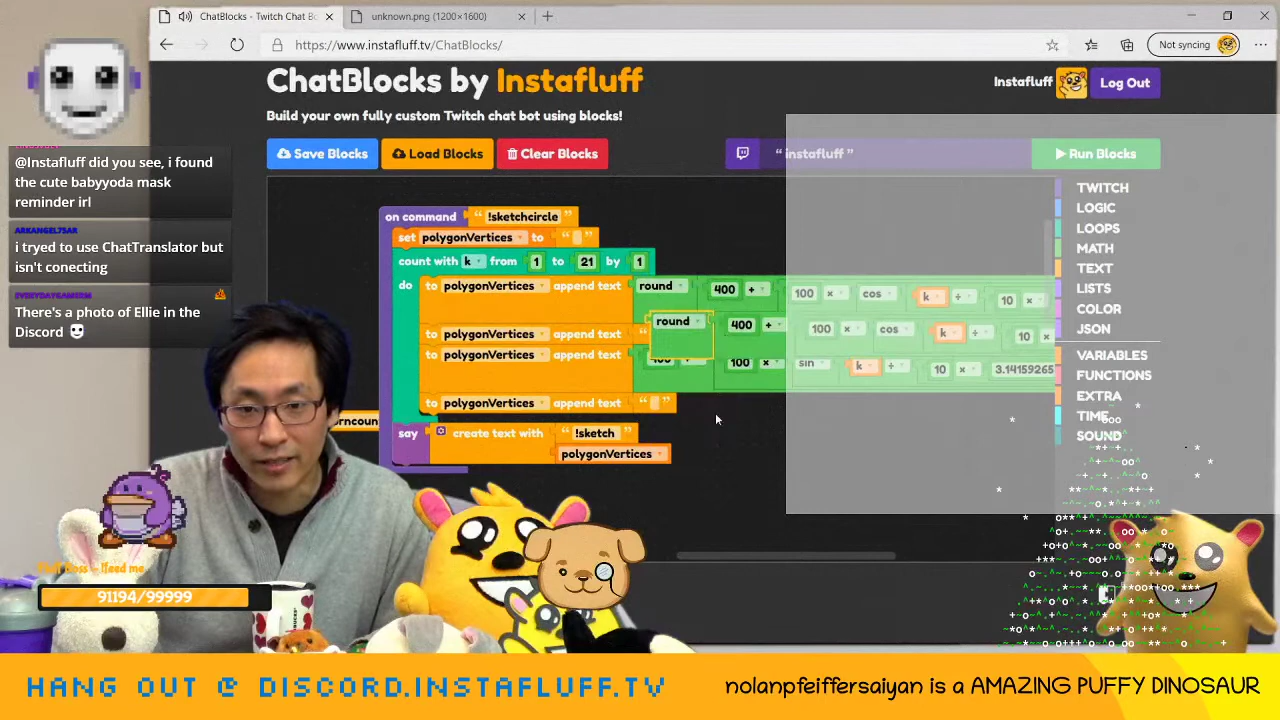 ChatBlocks - Twitch Chat B
unknown.png (1200×1600)
https://www.instafluff.tv/ChatBlocks/
Not syncing
ChatBlocks by Instafluff
Instafluff
Log Out
Build your own fully custom Twitch chat bot using blocks!
Save Blocks
Load Blocks
Clear Blocks
“ instafluff ”
Run Blocks
@Instafluff did you see, i found
the cute babyyoda mask
reminder irl
ARKANGEL7SAR
i tried to use ChatTranslator but
isn't conecting
EVERYDAYGAMERM
There's a photo of Ellie in the
Discord
on command “ !sketchcircle ”
set polygonVertices to “ ”
count with k from 1 to 21 by 1
do to polygonVertices append text round 400 + 100 × cos k ÷ 10 ×
round 400 + 100 × cos k ÷ 10 ×
to polygonVertices append text “
to polygonVertices append text 100 × sin k ÷ 10 × 3.14159265
to polygonVertices append text “ ”
say create text with “ !sketch ”
polygonVertices
TWITCH
LOGIC
LOOPS
MATH
TEXT
LISTS
COLOR
JSON
VARIABLES
FUNCTIONS
EXTRA
TIME
SOUND
91194/99999
HANG OUT @ DISCORD.INSTAFLUFF.TV
nolanpfeiffersaiyan is a AMAZING PUFFY DINOSAUR